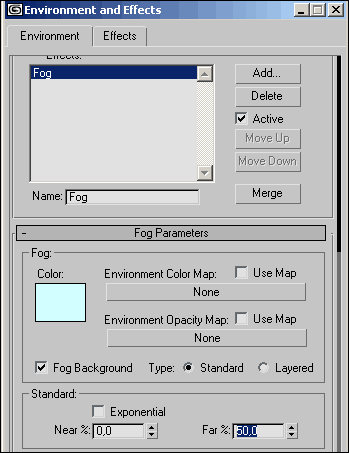 Environment and Effects
Environment Effects
Effects:
Fog Add...
Delete
Active
Move Up
Move Down
Name: Fog Merge
- Fog Parameters
Fog:
Color: Environment Color Map: Use Map
None
Environment Opacity Map: Use Map
None
Fog Background Type: Standard Layered
Standard:
Exponential
Near %: 0,0 Far %: 50,0